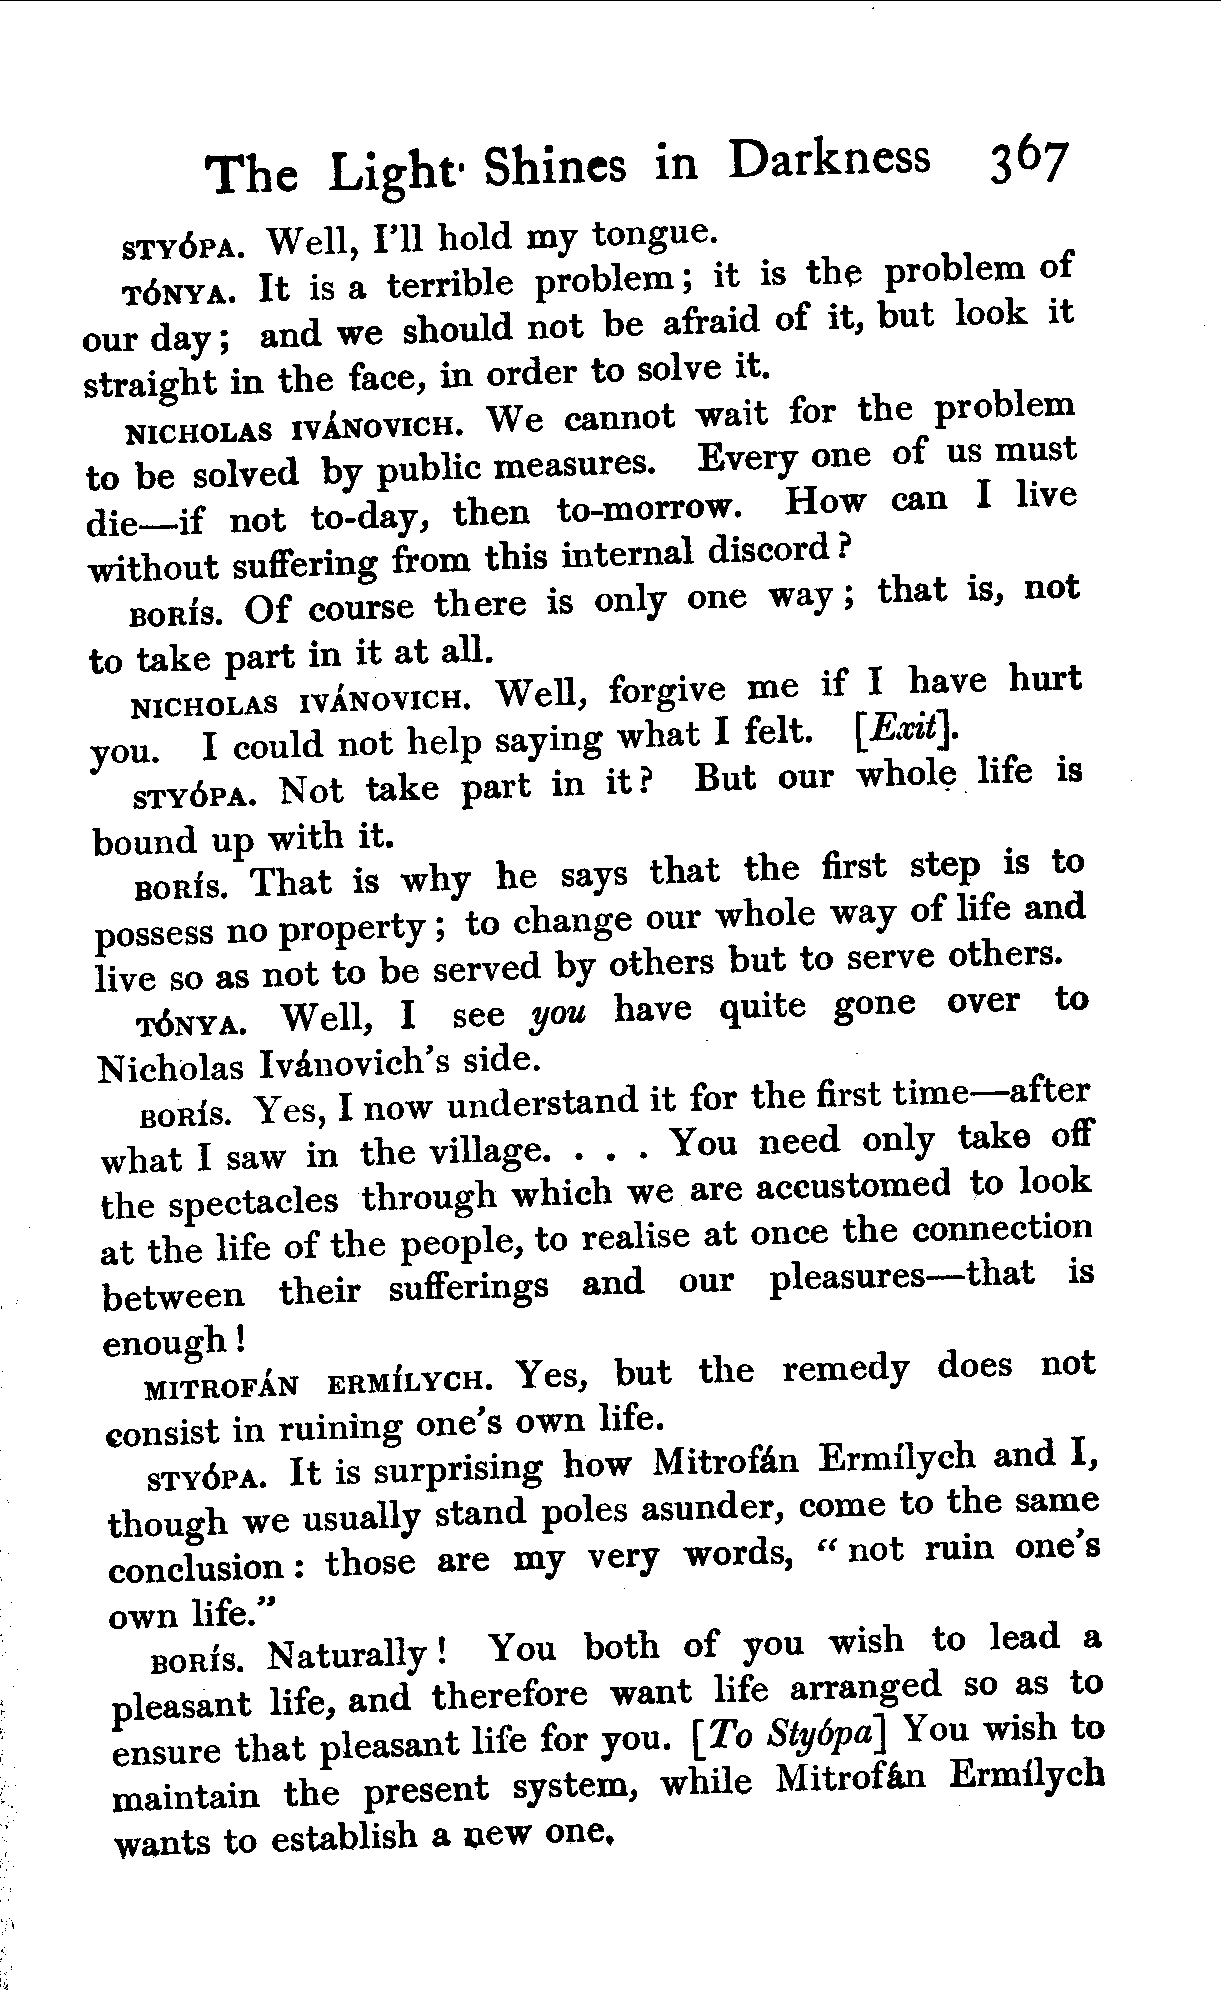 The Light Shines in Darkness 367
STYÓPA. Well, I'll hold my tongue.
TÓNYA. It is a terrible problem; it is the problem of
our day; and we should not be afraid of it, but look it
straight in the face, in order to solve it.
NICHOLAS IVÁNOVICH. We cannot wait for the problem
to be solved by public measures. Every one of us must
die—if not to-day, then to-morrow. How can I live
without suffering from this internal discord?
BORÍS. Of course there is only one way; that is, not
to take part in it at all.
NICHOLAS IVÁNOVICH. Well, forgive me if I have hurt
you. I could not help saying what I felt. [Exit].
STYÓPA. Not take part in it? But our whole life is
bound up with it.
BORÍS. That is why he says that the first step is to
possess no property; to change our whole way of life and
live so as not to be served by others but to serve others.
TÓNYA. Well, I see you have quite gone over to
Nicholas Ivánovich's side.
BORÍS. Yes, I now understand it for the first time—after
what I saw in the village. . . . You need only take off
the spectacles through which we are accustomed to look
at the life of the people, to realise at once the connection
between their sufferings and our pleasures—that is
enough!
MITROFÁN ERMÍLYCH. Yes, but the remedy does not
consist in ruining one's own life.
STYÓPA. It is surprising how Mitrofán Ermílych and I,
though we usually stand poles asunder, come to the same
conclusion: those are my very words, "not ruin one's
own life."
BORÍS. Naturally! You both of you wish to lead a
pleasant life, and therefore want life arranged so as to
ensure that pleasant life for you. [To Styópa] You wish to
maintain the present system, while Mitrofán Ermílych
wants to establish a new one.